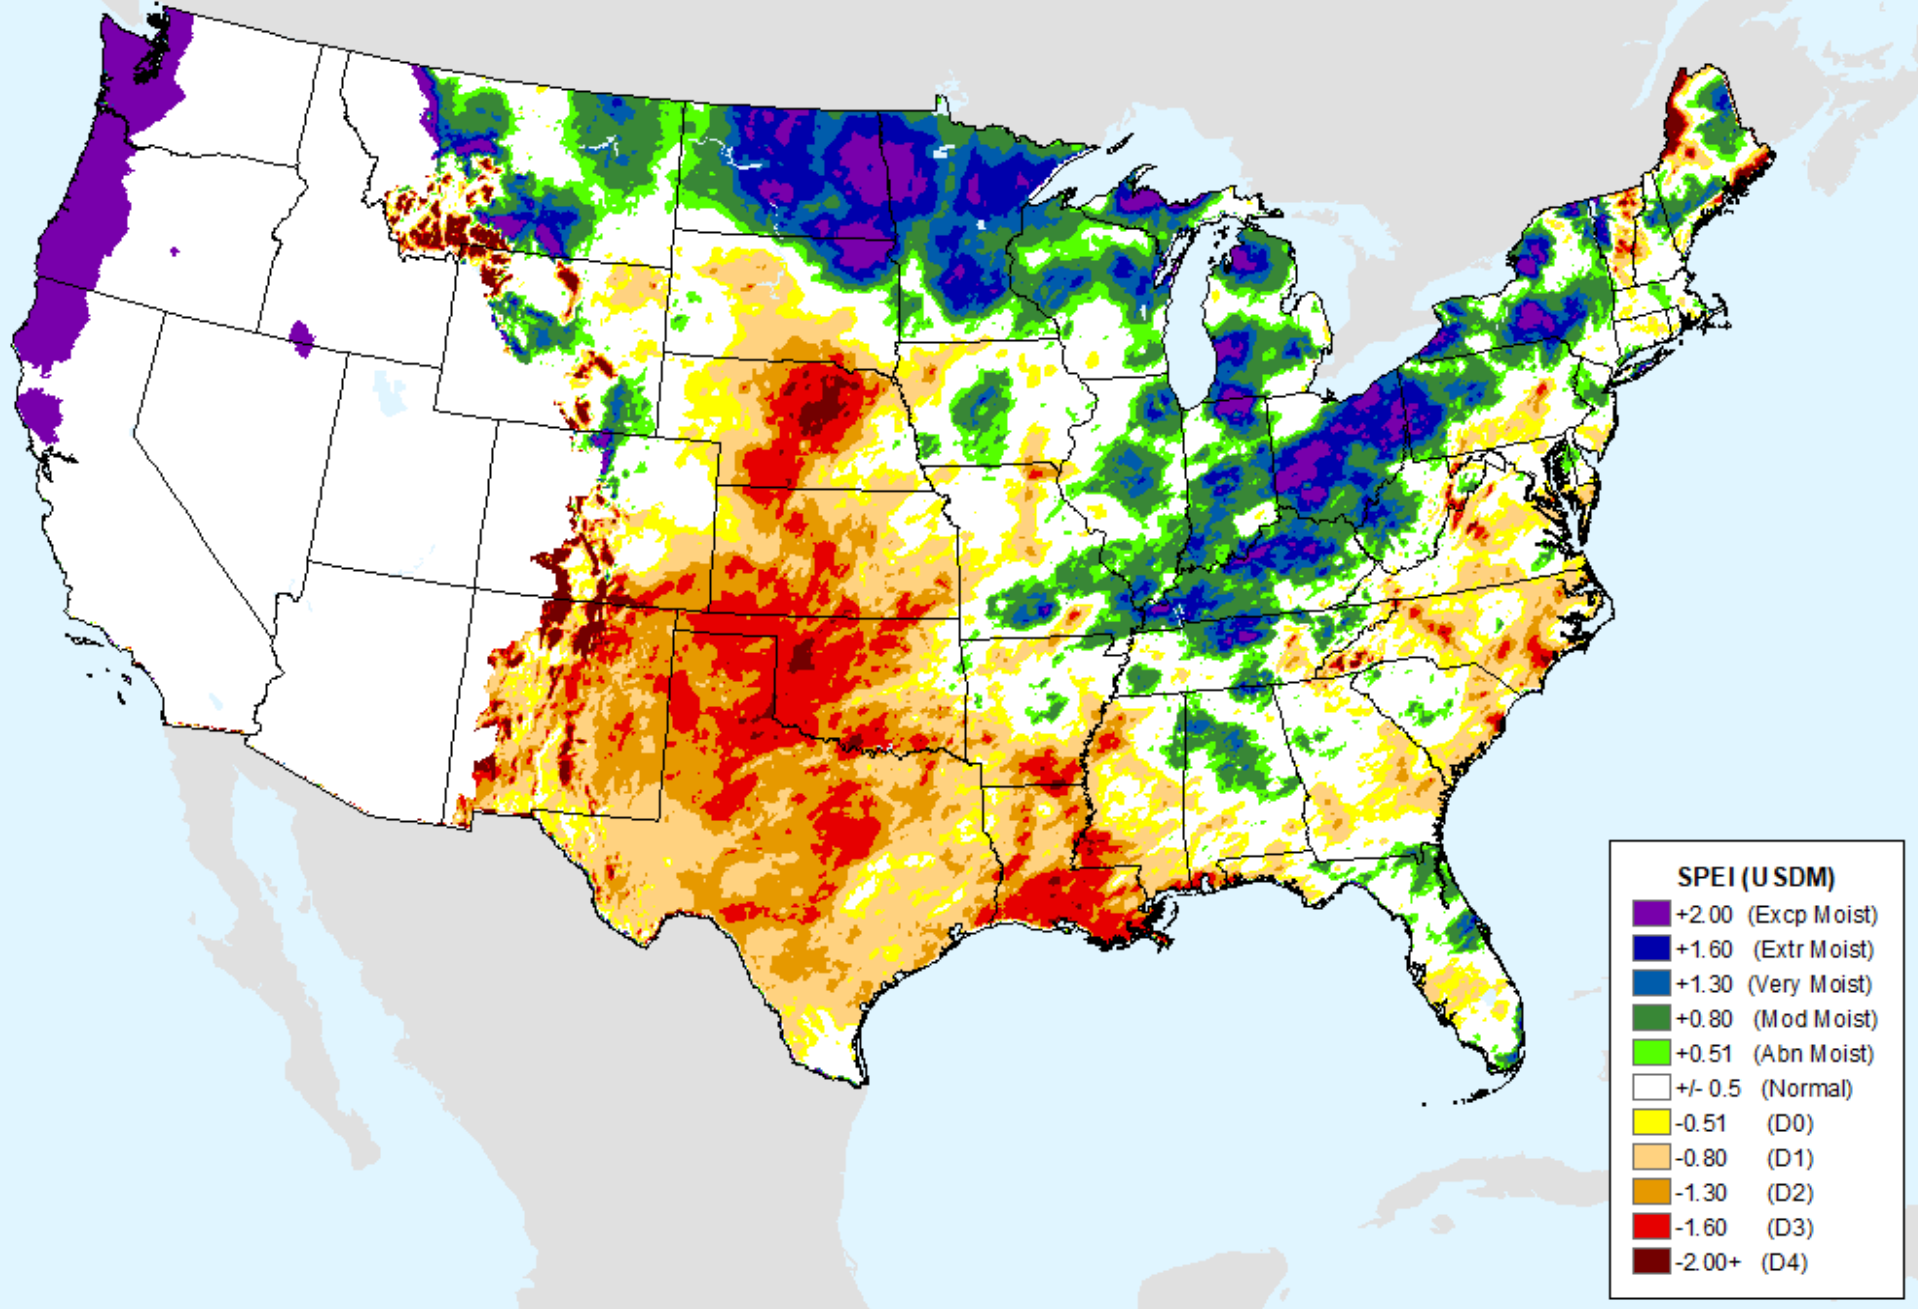 SPEI (USDM)
+2.00 (Excp Moist)
+1.60 (Extr Moist)
+1.30 (Very Moist)
+0.80 (Mod Moist)
+0.51 (Abn Moist)
+/- 0.5 (Normal)
-0.51 (D0)
-0.80 (D1)
-1.30 (D2)
-1.60 (D3)
-2.00+ (D4)